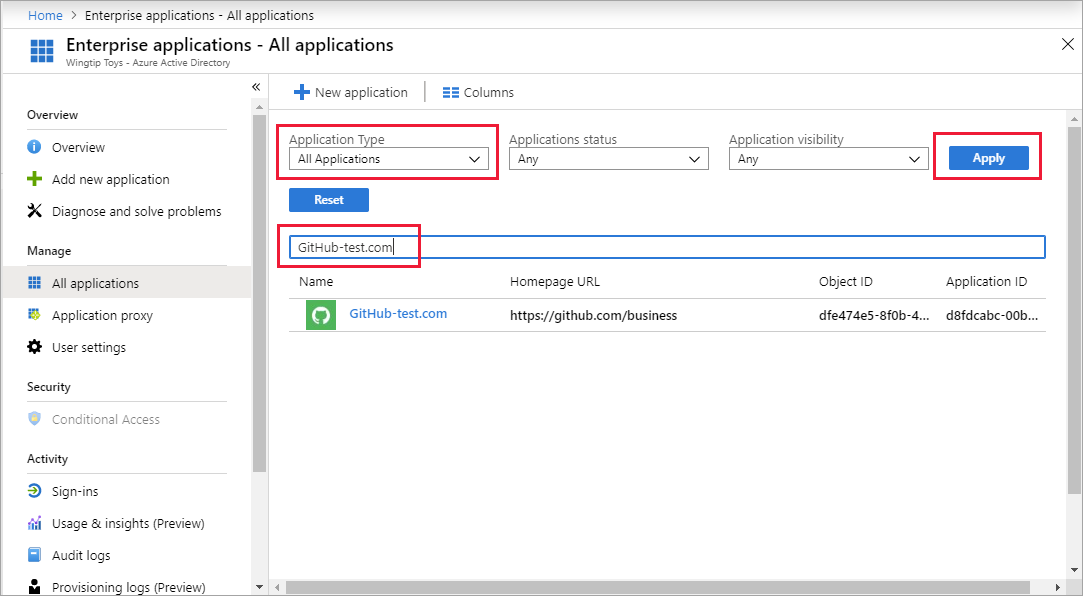 Home > Enterprise applications - All applications
Enterprise applications - All applications
Wingtip Toys - Azure Active Directory
Overview
Overview
Add new application
Diagnose and solve problems
Manage
All applications
Application proxy
User settings
Security
Conditional Access
Activity
Sign-ins
Usage & insights (Preview)
Audit logs
Provisioning logs (Preview)
New application
Columns
Application Type
All Applications
Applications status
Any
Application visibility
Any
Apply
Reset
GitHub-test.com
Name Homepage URL Object ID Application ID
GitHub-test.com https://github.com/business dfe474e5-8f0b-4... d8fdcabc-00b...